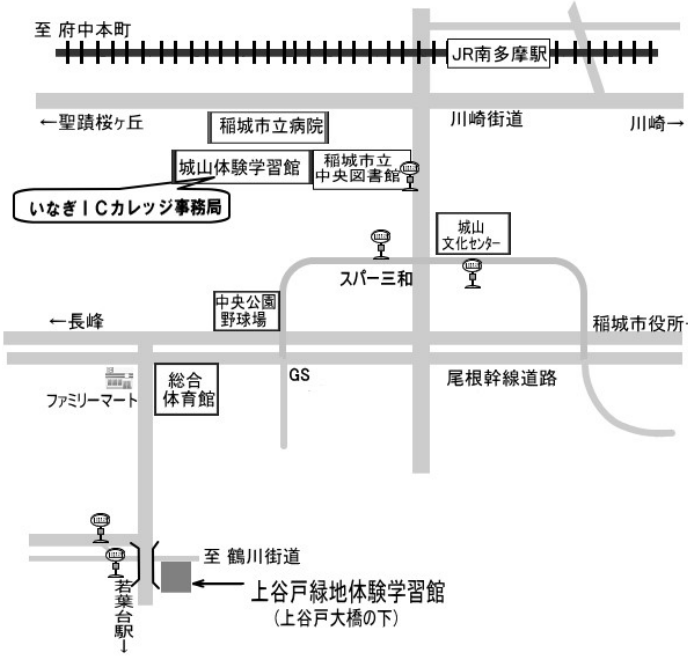 至 府中本町
JR南多摩駅
←聖蹟桜ヶ丘
川崎街道
川崎→
稲城市立病院
城山体験学習館
稲城市立
中央図書館
いなぎICカレッジ事務局
城山
文化センター
スパー三和
中央公園
野球場
←長峰
稲城市役所→
GS
尾根幹線道路
ファミリーマート
総合
体育館
至 鶴川街道
若葉台駅↓
上谷戸緑地体験学習館
(上谷戸大橋の下)